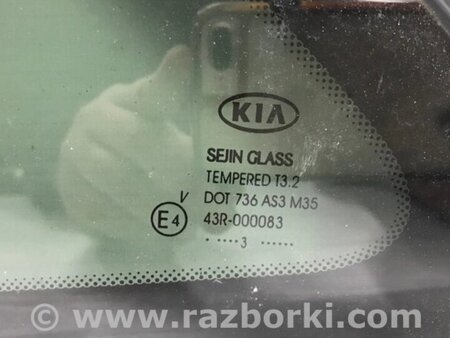 KIA
SEJIN GLASS
TEMPERED T3.2
V DOT 736 AS3 M35
E4 43R-000083
. ....3 ......
© www.razborki.com